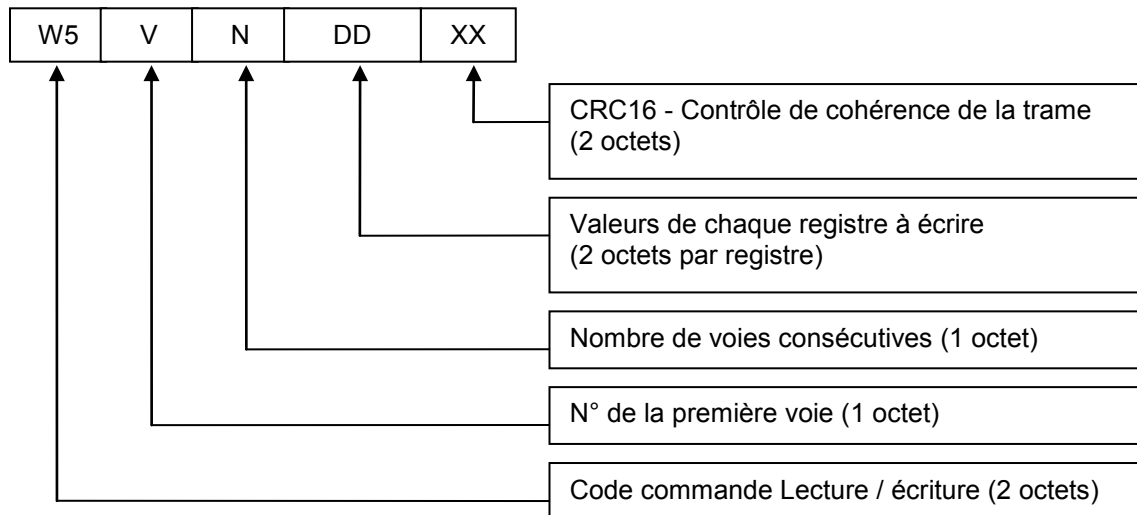 W5 V N DD XX
CRC16 - Contrôle de cohérence de la trame
(2 octets)
Valeurs de chaque registre à écrire
(2 octets par registre)
Nombre de voies consécutives (1 octet)
N° de la première voie (1 octet)
Code commande Lecture / écriture (2 octets)